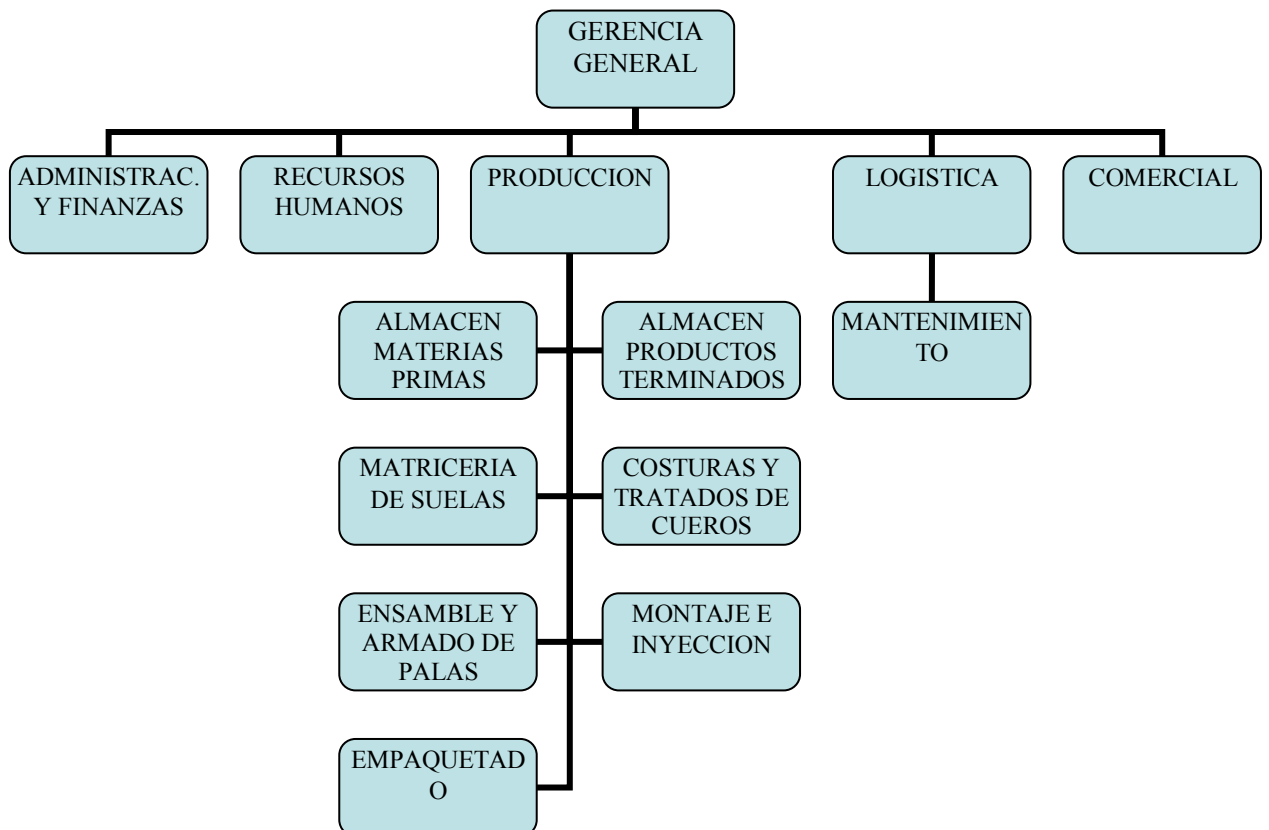 GERENCIA
GENERAL
ADMINISTRAC.
Y FINANZAS
RECURSOS
HUMANOS
PRODUCCION
LOGISTICA
COMERCIAL
ALMACEN
MATERIAS
PRIMAS
ALMACEN
PRODUCTOS
TERMINADOS
MANTENIMIEN
TO
MATRICERIA
DE SUELAS
COSTURAS Y
TRATADOS DE
CUEROS
ENSAMBLE Y
ARMADO DE
PALAS
MONTAJE E
INYECCION
EMPAQUETAD
O